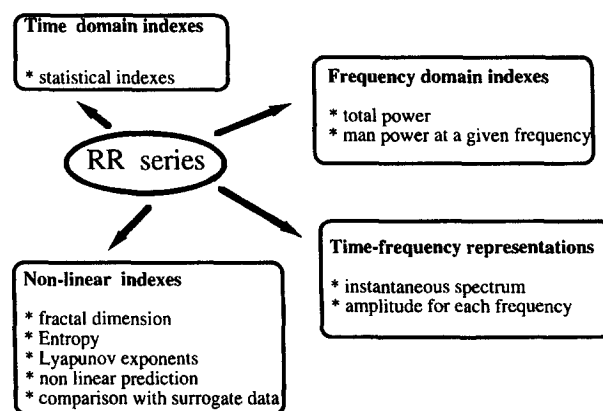 Time domain indexes
* statistical indexes
Frequency domain indexes
* total power
* man power at a given frequency
RR series
Time-frequency representations
* instantaneous spectrum
* amplitude for each frequency
Non-linear indexes
* fractal dimension
* Entropy
* Lyapunov exponents
* non linear prediction
* comparison with surrogate data